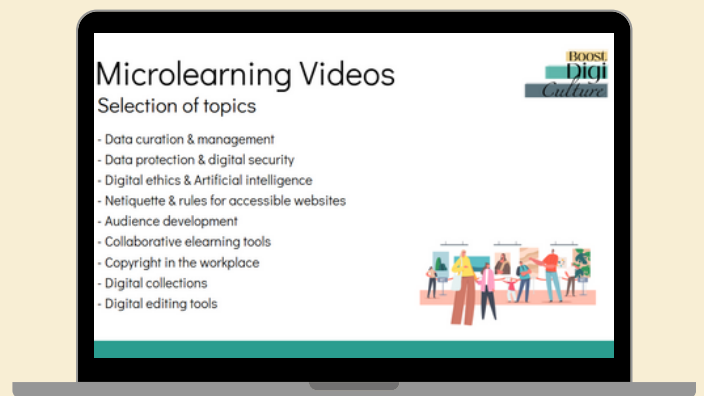 Microlearning Videos
Selection of topics
- Data curation & management
- Data protection & digital security
- Digital ethics & Artificial intelligence
- Netiquette & rules for accessible websites
- Audience development
- Collaborative elearning tools
- Copyright in the workplace
- Digital collections
- Digital editing tools
Boost
Digi
Culture